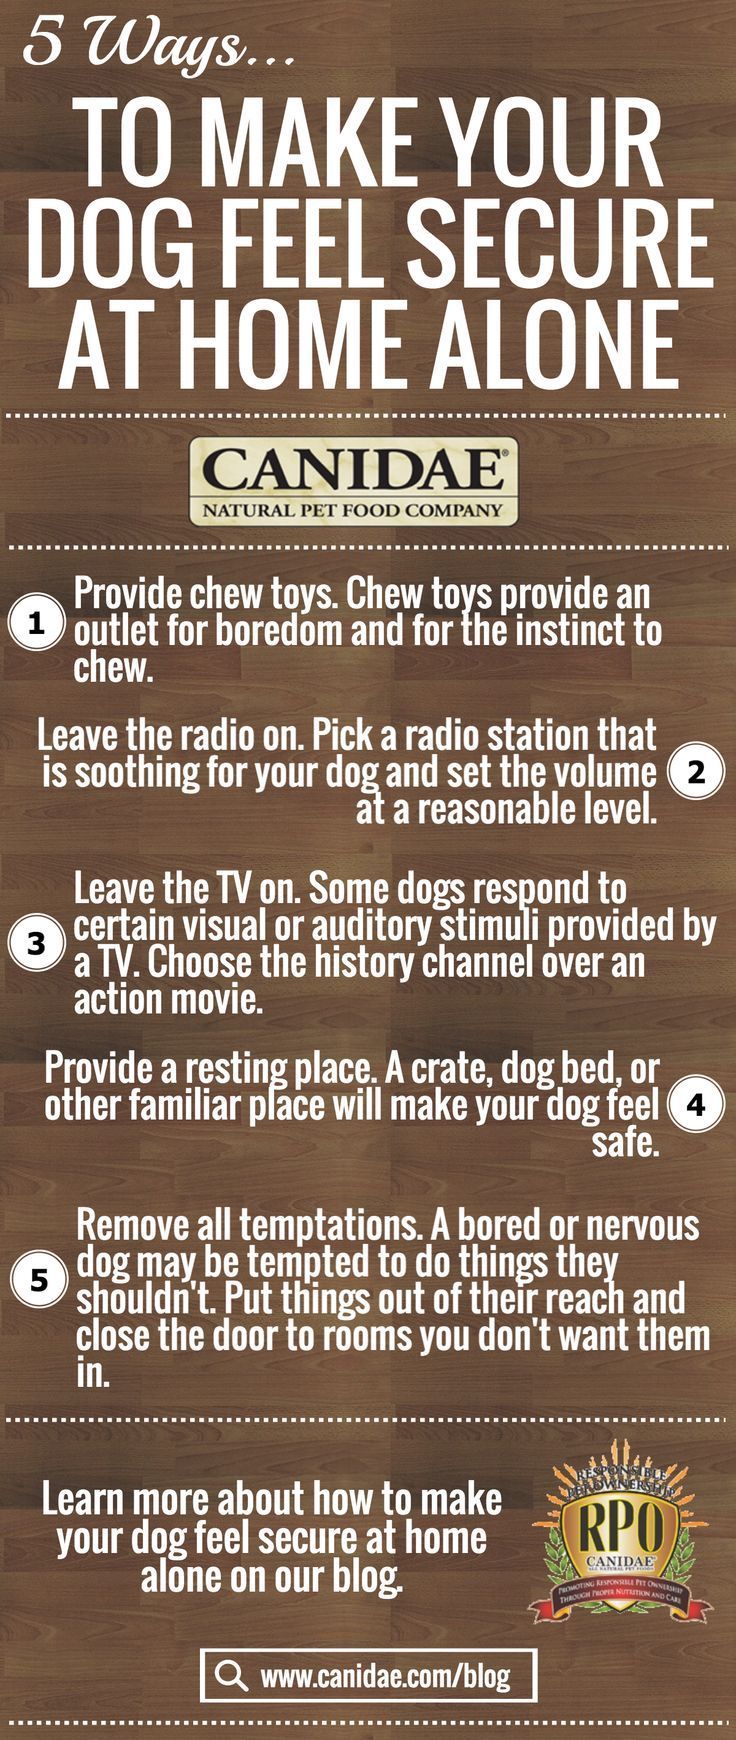 5 Ways...
TO MAKE YOUR
DOG FEEL SECURE
AT HOME ALONE
CANIDAE®
NATURAL PET FOOD COMPANY
1
Provide chew toys. Chew toys provide an
outlet for boredom and for the instinct to
chew.
Leave the radio on. Pick a radio station that
is soothing for your dog and set the volume
at a reasonable level.
2
Leave the TV on. Some dogs respond to
certain visual or auditory stimuli provided by
a TV. Choose the history channel over an
action movie.
3
Provide a resting place. A crate, dog bed, or
other familiar place will make your dog feel
safe.
4
Remove all temptations. A bored or nervous
dog may be tempted to do things they
shouldn't. Put things out of their reach and
close the door to rooms you don't want them
in.
5
Learn more about how to make
your dog feel secure at home
alone on our blog.
RESPONSIBLE
PET OWNERSHIP
RPO
CANIDAE
ALL NATURAL PET FOODS
PROMOTING RESPONSIBLE PET OWNERSHIP
THROUGH PROPER NUTRITION AND CARE
www.canidae.com/blog